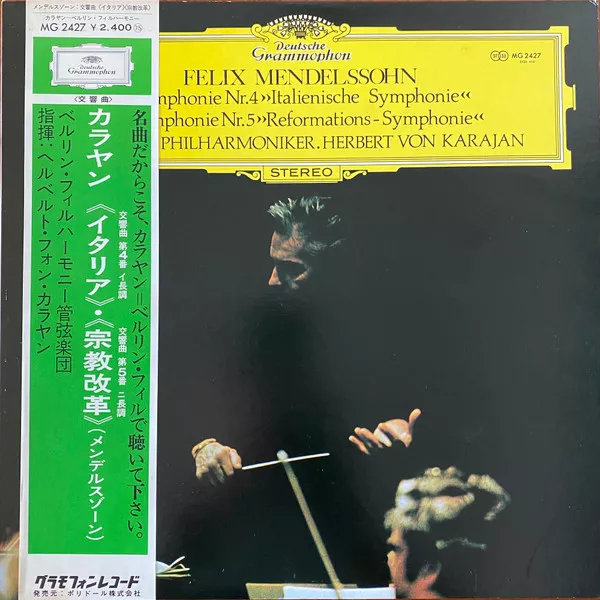 メンデルスゾーン:交響曲《イタリア》《宗教改革》
カラヤン━ベルリン・フィルハーモニー
MG 2427 ¥2.400
Deutsche
Grammophon
〈交響曲〉
名曲だからこそ、カラヤン=ベルリン・フィルで聴いて下さい。
交響曲 第4番 イ長調
交響曲 第5番 ニ長調
カラヤン 《イタリア》・《宗教改革》(メンデルスゾーン)
ベルリン・フィルハーモニー管弦楽団
指揮:ヘルベルト・フォン・カラヤン
グラモフォンレコード
発売元:ポリドール株式会社
Deutsche
Grammophon
ST 33 MG 2427
FELIX MENDELSSOHN
mphonie Nr.4»Italienische Symphonie«
mphonie Nr.5»Reformations-Symphonie«
PHILHARMONIKER.HERBERT VON KARAJAN
STEREO